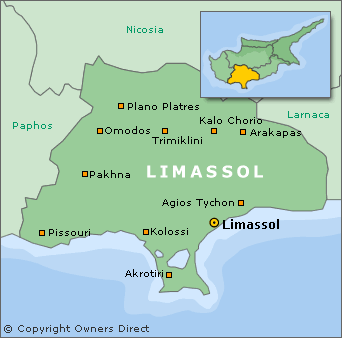 Nicosia
Larnaca
Paphos
Plano Platres
Kalo Chorio
Omodos
Trimiklini
Arakapas
Pakhna
LIMASSOL
Agios Tychon
Limassol
Pissouri
Kolossi
Akrotiri
© Copyright Owners Direct